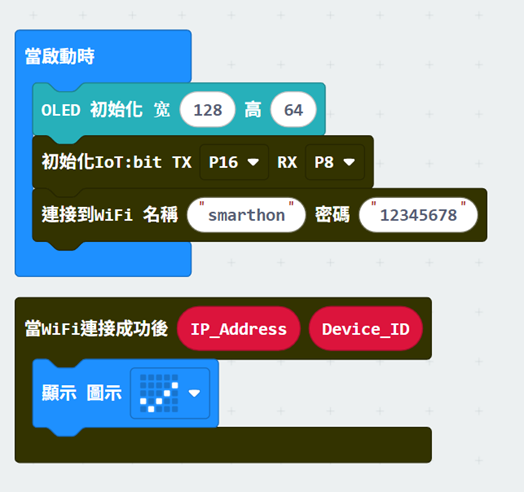 當啟動時
OLED 初始化 宽 128 高 64
初始化IoT:bit TX P16 RX P8
連接到WiFi 名稱 "smarthon" 密碼 "12345678"
當WiFi連接成功後 IP_Address Device_ID
顯示 圖示